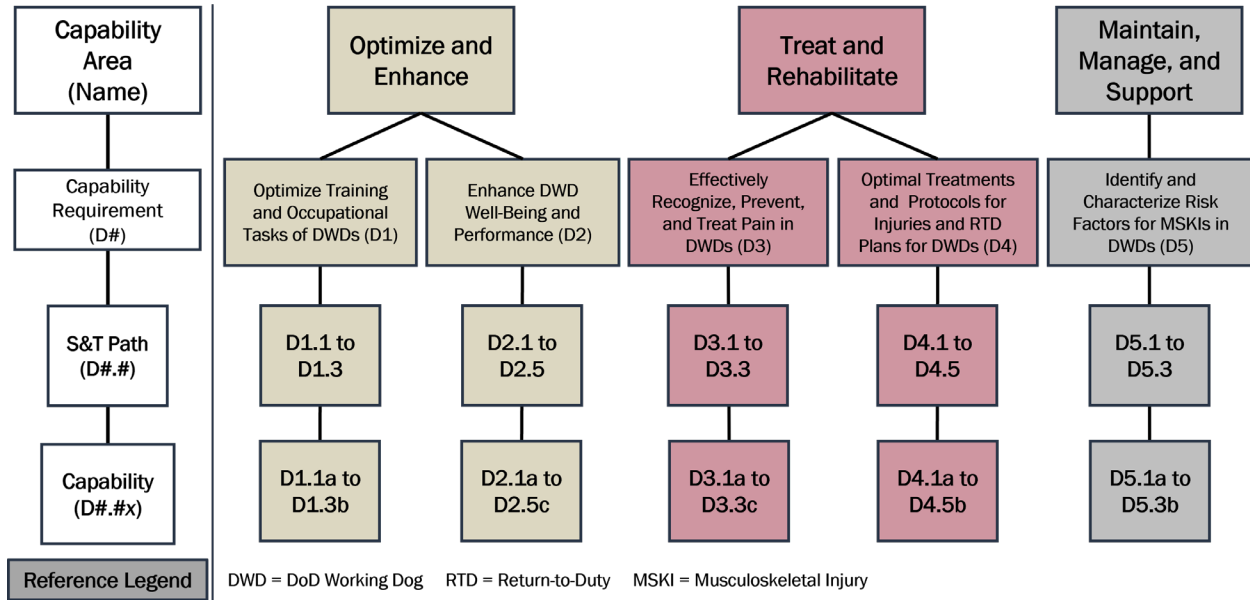 Capability
Area
(Name)
Optimize and
Enhance
Treat and
Rehabilitate
Maintain,
Manage, and
Support
Capability
Requirement
(D#)
Optimize Training
and Occupational
Tasks of DWDs (D1)
Enhance DWD
Well-Being and
Performance (D2)
Effectively
Recognize, Prevent,
and Treat Pain in
DWDs (D3)
Optimal Treatments
and Protocols for
Injuries and RTD
Plans for DWDs (D4)
Identify and
Characterize Risk
Factors for MSKIs in
DWDs (D5)
S&T Path
(D#.#)
D1.1 to
D1.3
D2.1 to
D2.5
D3.1 to
D3.3
D4.1 to
D4.5
D5.1 to
D5.3
Capability
(D#.#x)
D1.1a to
D1.3b
D2.1a to
D2.5c
D3.1a to
D3.3c
D4.1a to
D4.5b
D5.1a to
D5.3b
Reference Legend
DWD = DoD Working Dog RTD = Return-to-Duty MSKI = Musculoskeletal Injury